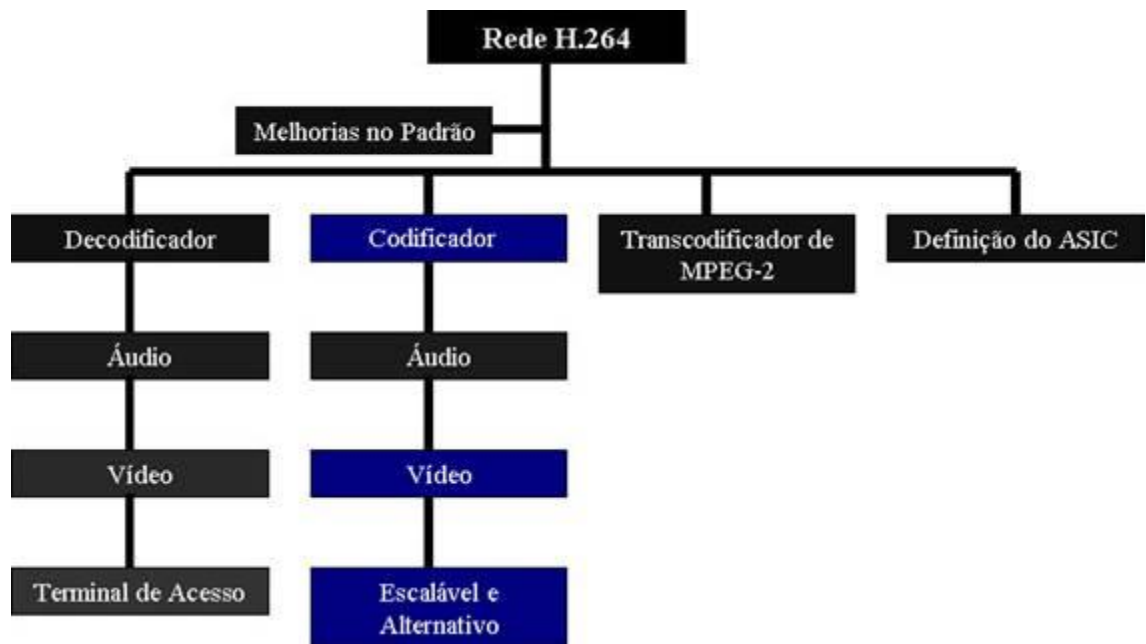 Rede H.264
Melhorias no Padrão
Decodificador
Codificador
Transcodificador de
MPEG-2
Definição do ASIC
Áudio
Áudio
Vídeo
Vídeo
Terminal de Acesso
Escalável e
Alternativo